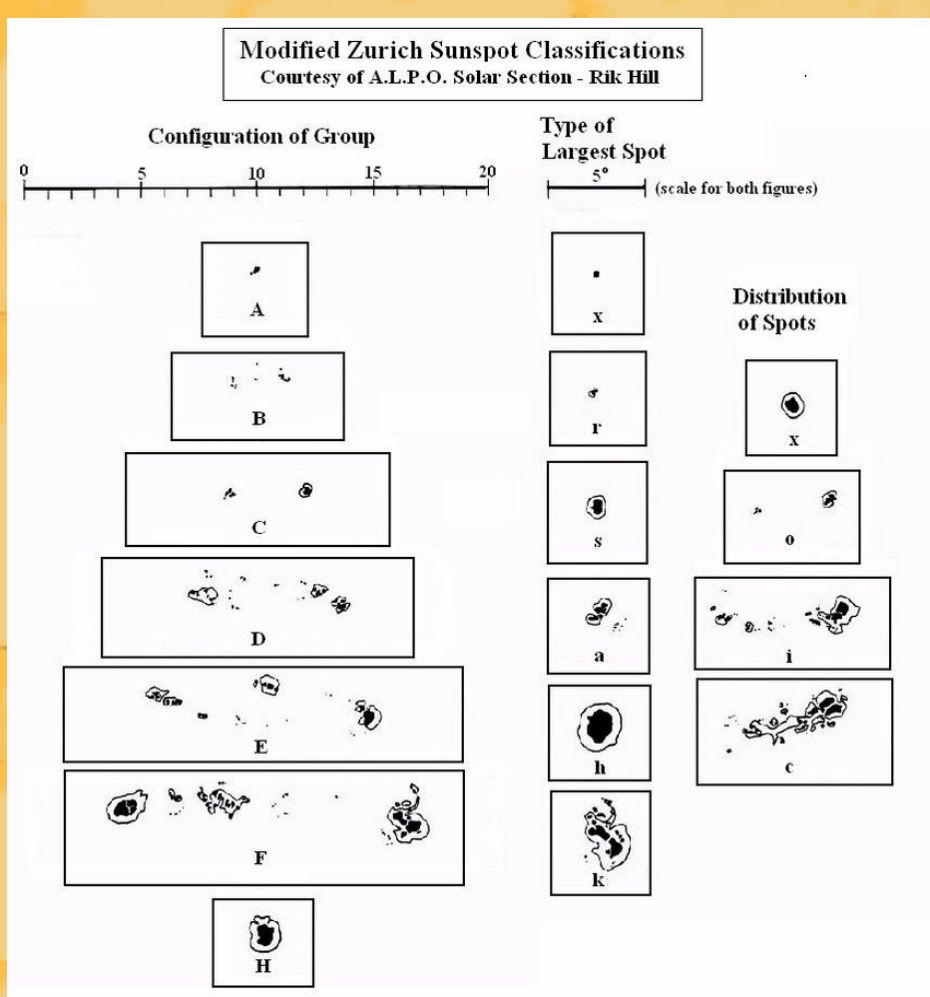 Modified Zurich Sunspot Classifications
Courtesy of A.L.P.O. Solar Section - Rik Hill
Configuration of Group
0 5 10 15 20
A
B
C
D
E
F
H
Type of
Largest Spot
5°
(scale for both figures)
x
r
s
a
h
k
Distribution
of Spots
x
o
i
c